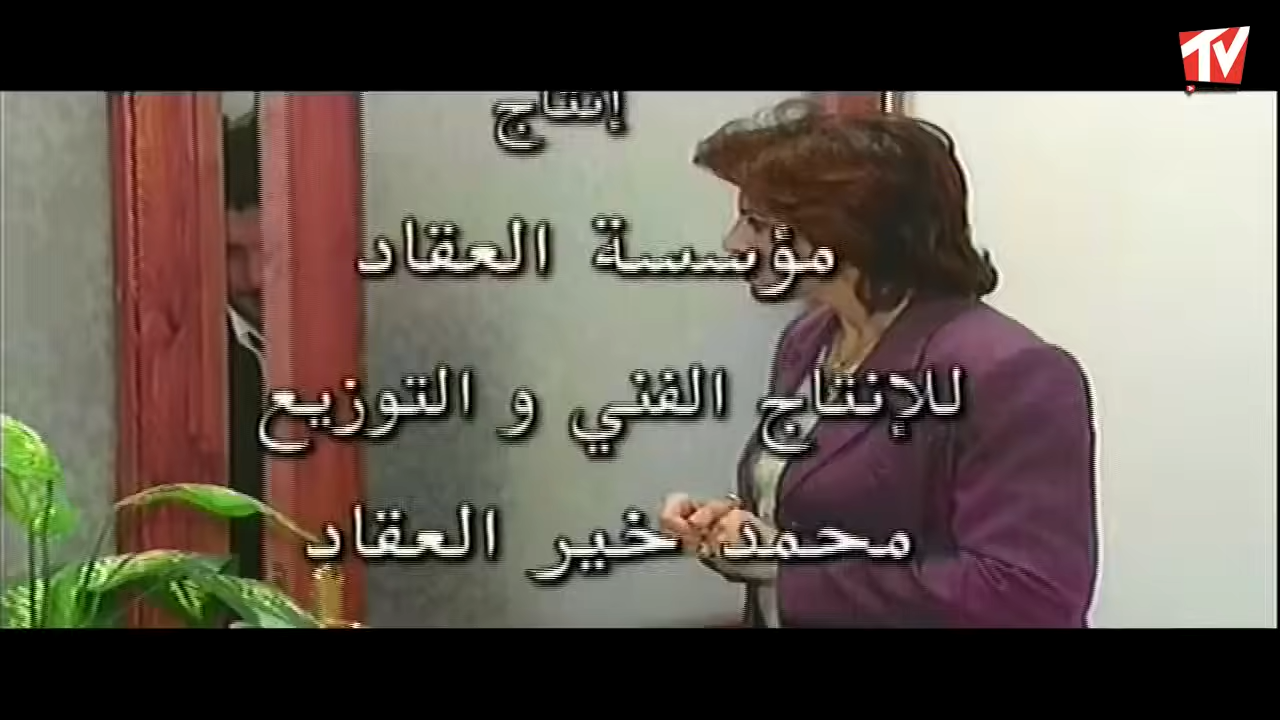 TV
إنتاج
مؤسسة العقاد
للإنتاج الفني و التوزيع
محمد خير العقاد